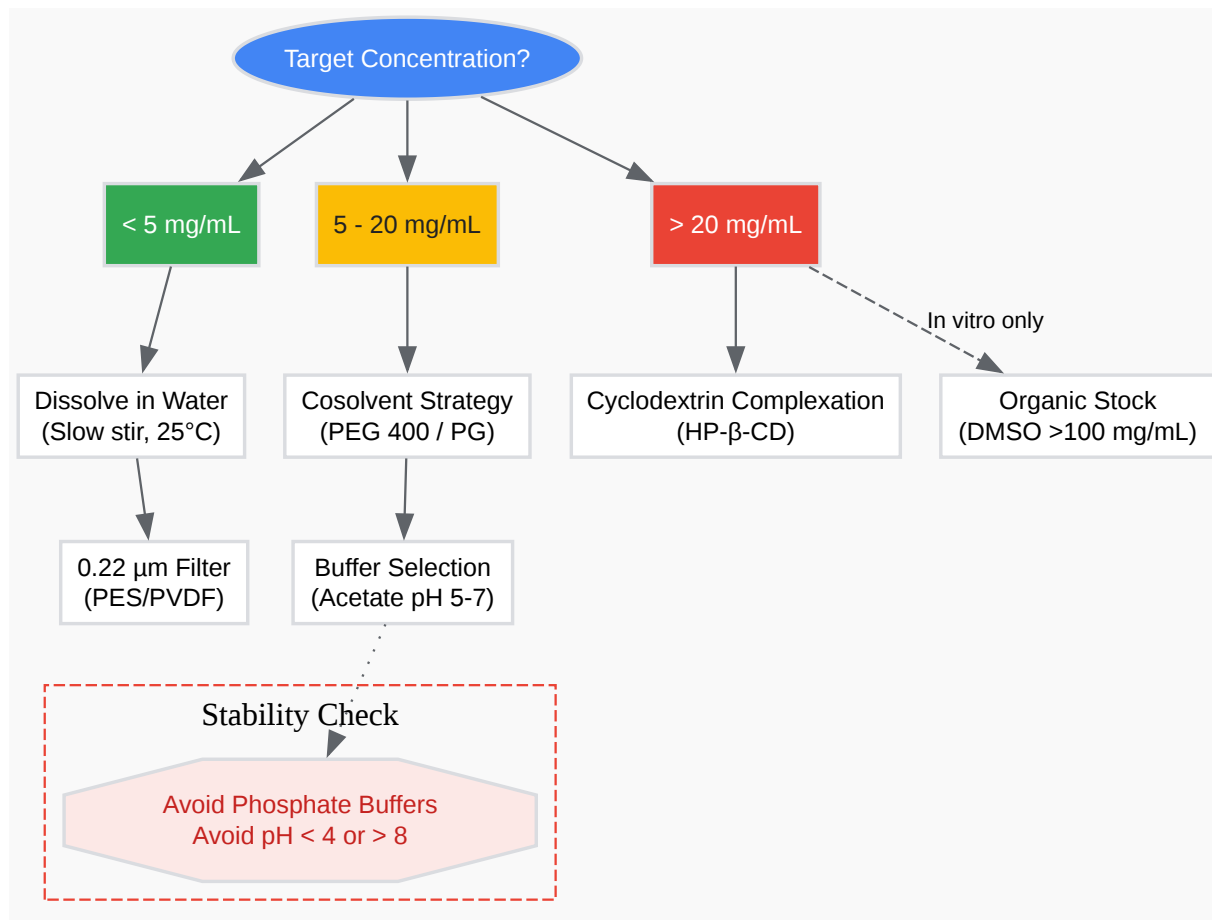 Target Concentration?
< 5 mg/mL
5 - 20 mg/mL
> 20 mg/mL
In vitro only
Dissolve in Water
(Slow stir, 25°C)
Cosolvent Strategy
(PEG 400 / PG)
Cyclodextrin Complexation
(HP-β-CD)
Organic Stock
(DMSO >100 mg/mL)
0.22 µm Filter
(PES/PVDF)
Buffer Selection
(Acetate pH 5-7)
Stability Check
Avoid Phosphate Buffers
Avoid pH < 4 or > 8